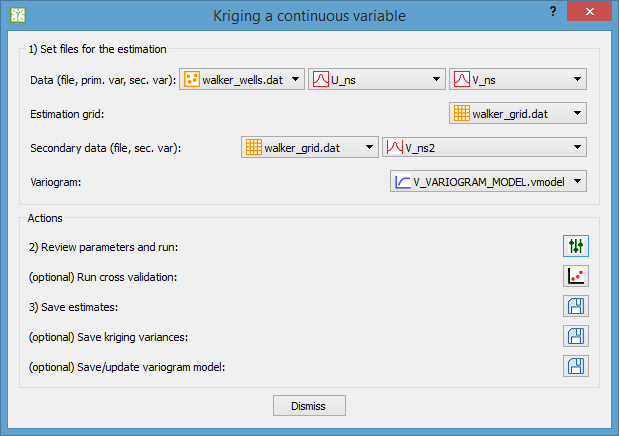 Kriging a continuous variable
?
1) Set files for the estimation
Data (file, prim. var, sec. var): walker_wells.dat U_ns V_ns
Estimation grid: walker_grid.dat
Secondary data (file, sec. var): walker_grid.dat V_ns2
Variogram: V_VARIOGRAM_MODEL.vmodel
Actions
2) Review parameters and run:
(optional) Run cross validation:
3) Save estimates:
(optional) Save kriging variances:
(optional) Save/update variogram model:
Dismiss